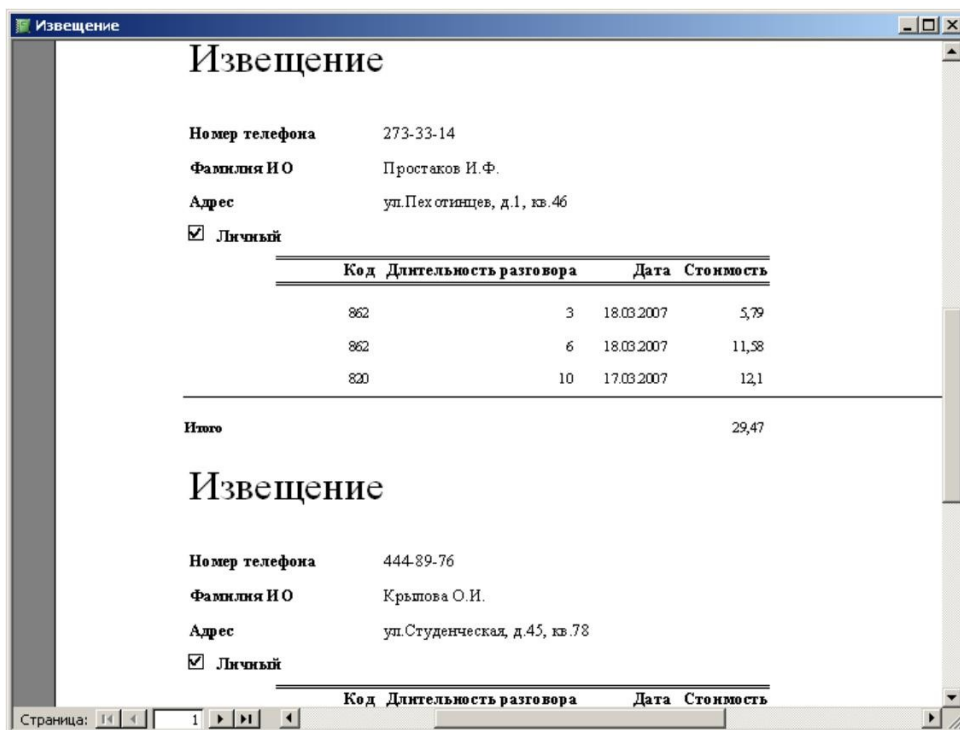 Извещение
Извещение
Номер телефона 273-33-14
Фамилия И О Простаков И.Ф.
Адрес ул.Пехотинцев, д.1, кв.46
Личный
Код Длительность разговора Дата Стоимость
862 3 18.03.2007 5,79
862 6 18.03.2007 11,58
820 10 17.03.2007 12,1
Итого 29,47
Извещение
Номер телефона 444-89-76
Фамилия И О Крылова О.И.
Адрес ул.Студенческая, д.45, кв.78
Личный
Код Длительность разговора Дата Стоимость
Страница: 1